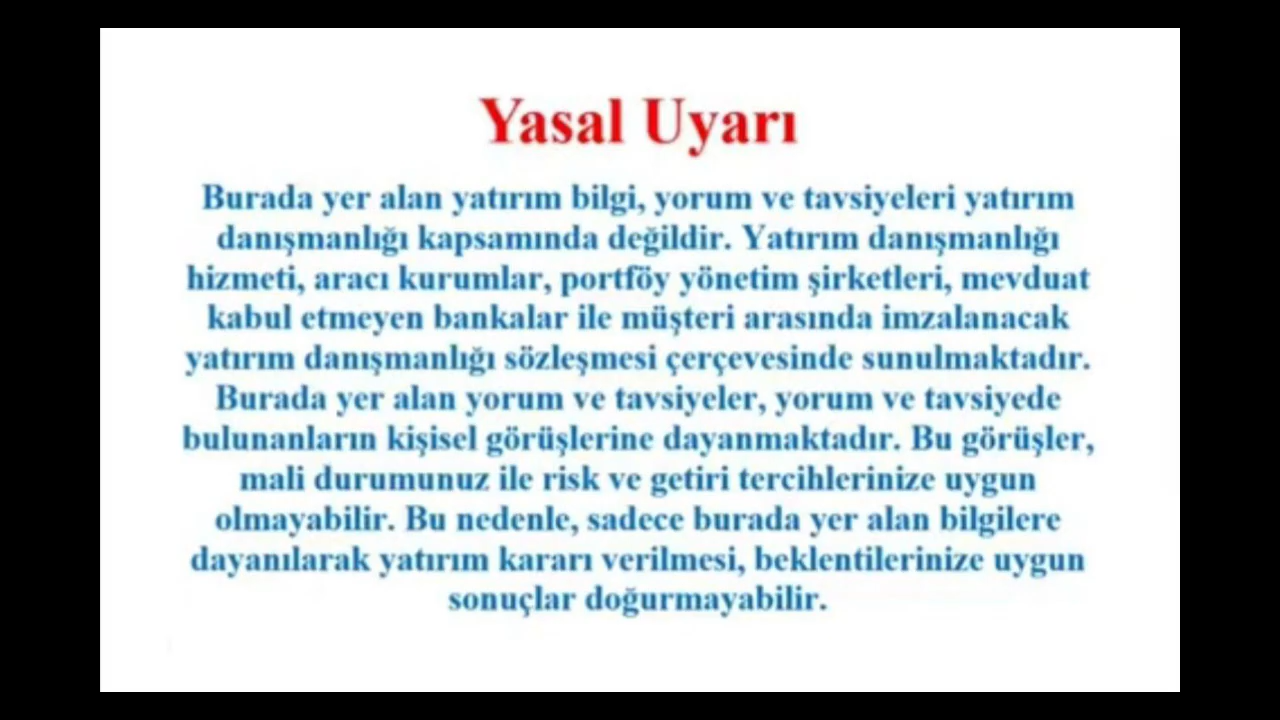 Yasal Uyarı
Burada yer alan yatırım bilgi, yorum ve tavsiyeleri yatırım
danışmanlığı kapsamında değildir. Yatırım danışmanlığı
hizmeti, aracı kurumlar, portföy yönetim şirketleri, mevduat
kabul etmeyen bankalar ile müşteri arasında imzalanacak
yatırım danışmanlığı sözleşmesi çerçevesinde sunulmaktadır.
Burada yer alan yorum ve tavsiyeler, yorum ve tavsiyede
bulunanların kişisel görüşlerine dayanmaktadır. Bu görüşler,
mali durumunuz ile risk ve getiri tercihlerinize uygun
olmayabilir. Bu nedenle, sadece burada yer alan bilgilere
dayanılarak yatırım kararı verilmesi, beklentilerinize uygun
sonuçlar doğurmayabilir.